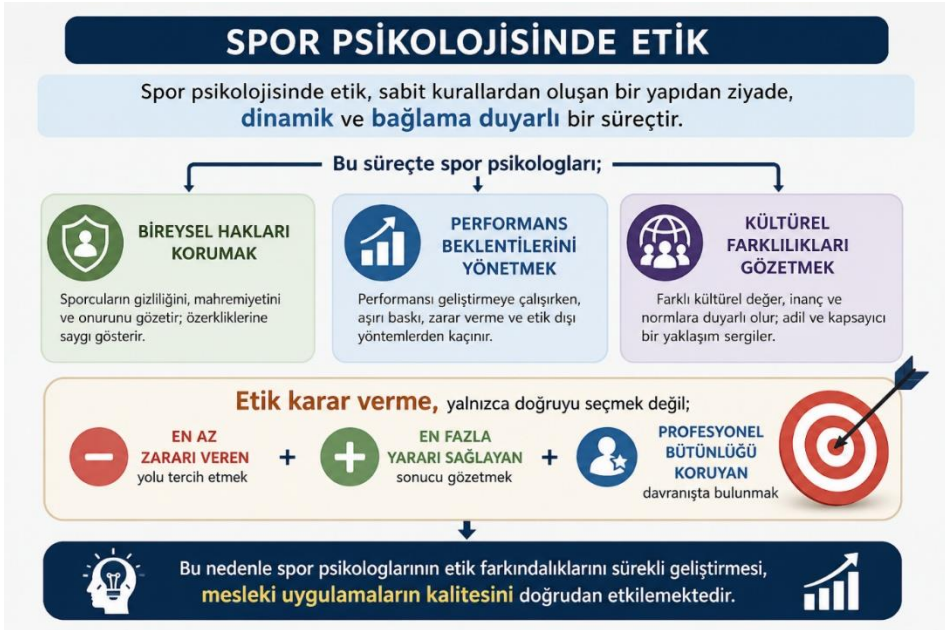 SPOR PSİKOLOJİSİNDE ETİK
Spor psikolojisinde etik, sabit kurallardan oluşan bir yapıdan ziyade,
dinamik ve bağlama duyarlı bir süreçtir.
Bu süreçte spor psikologları;
BİREYSEL HAKLARI
KORUMAK
Sporcuların gizliliğini, mahremiyetini
ve onurunu gözetir; özerkliklerine
saygı gösterir.
PERFORMANS
BEKLENTİLERİNİ
YÖNETMEK
Performansı geliştirmeye çalışırken,
aşırı baskı, zarar verme ve etik dışı
yöntemlerden kaçınır.
KÜLTÜREL
FARKLILIKLARI
GÖZETMEK
Farklı kültürel değer, inanç ve
normlara duyarlı olur; adil ve kapsayıcı
bir yaklaşım sergiler.
Etik karar verme, yalnızca doğruyu seçmek değil;
EN AZ
ZARARI VEREN
yolu tercih etmek
+
EN FAZLA
YARARI SAĞLAYAN
sonucu gözetmek
+
PROFESYONEL
BÜTÜNLÜĞÜ
KORUYAN
davranışta bulunmak
Bu nedenle spor psikologlarının etik farkındalıklarını sürekli geliştirmesi,
mesleki uygulamaların kalitesini doğrudan etkilemektedir.